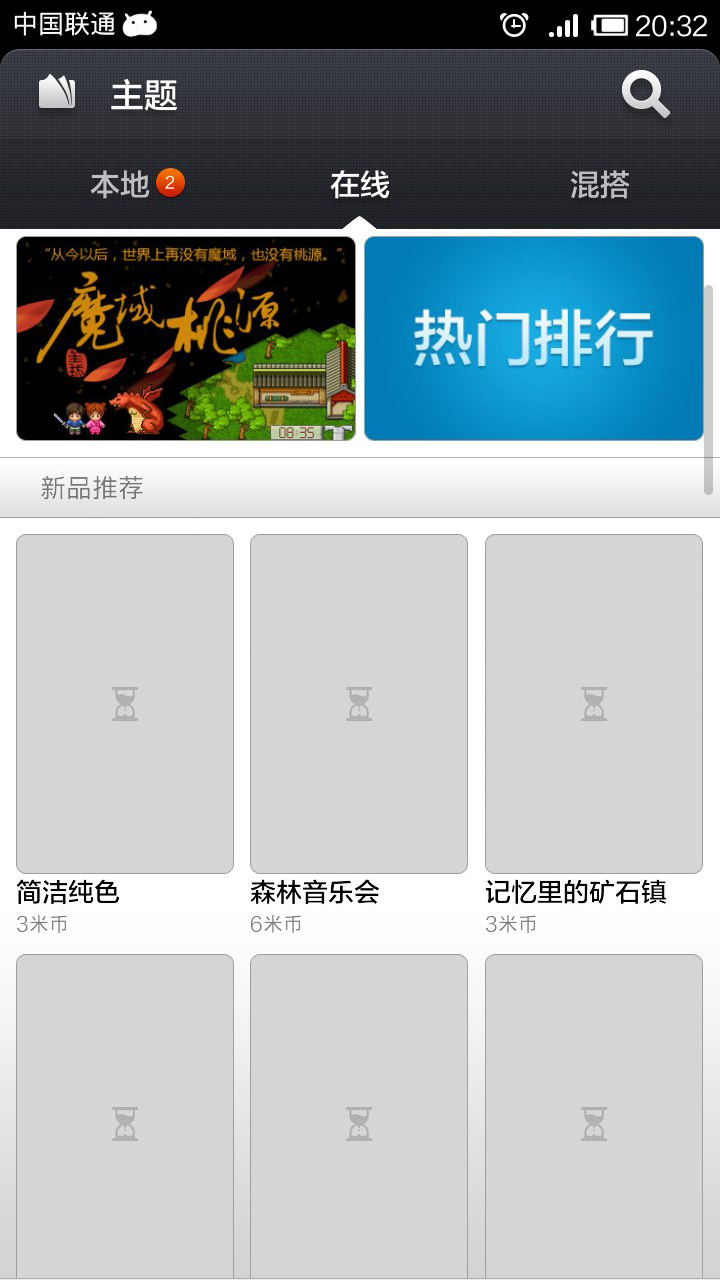 中国联通 20:32
主题
本地 2 在线 混搭
“从今以后，世界上再没有魔域，也没有桃源。”
魔域桃源
08:35
热门排行
新品推荐
简洁纯色 森林音乐会 记忆里的矿石镇
3米币 6米币 3米币